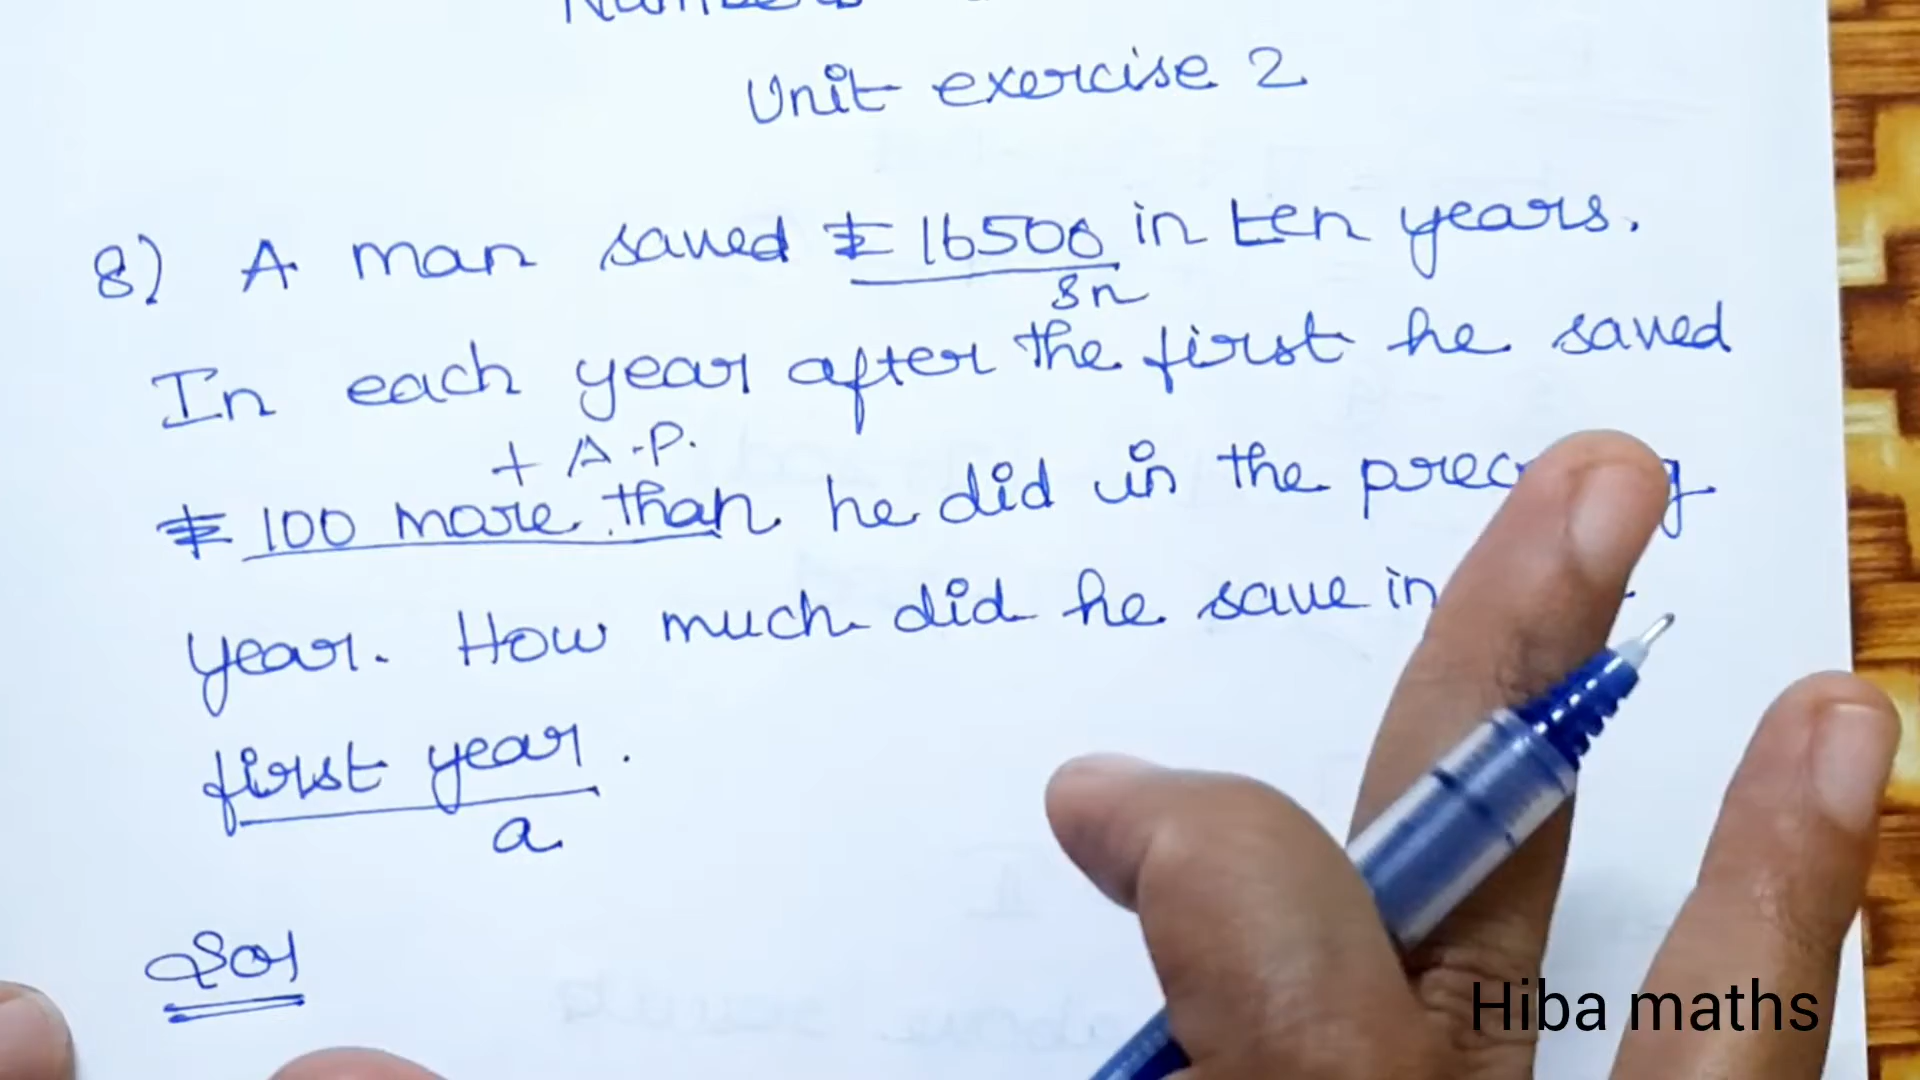 Unit exercise 2
8) A man saved ₹ 16500 in ten years.
Sn
In each year after the first he saved
+ A.P.
₹ 100 more than he did in the
year. How much did he save in
first year.
a
Sol
Hiba maths